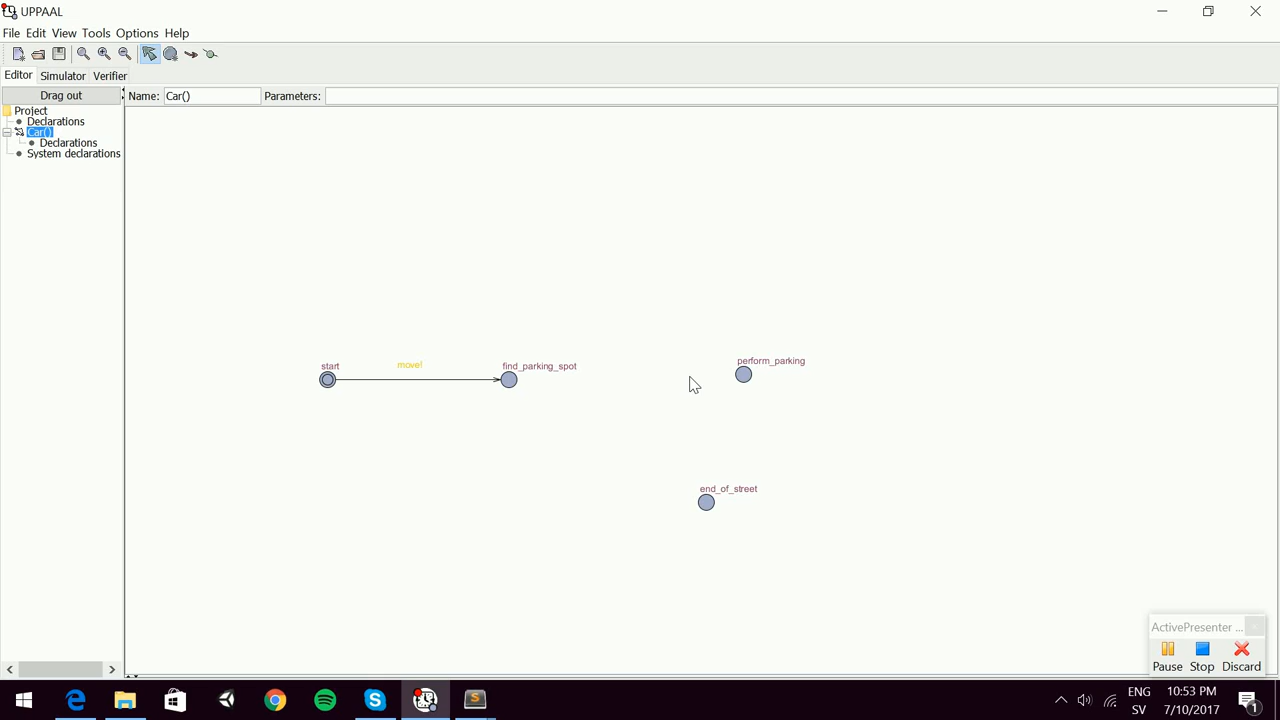 UPPAAL
File Edit View Tools Options Help
Editor Simulator Verifier
Drag out
Name: Car() Parameters:
Project
Declarations
Car()
Declarations
System declarations
start
move!
find_parking_spot
perform_parking
end_of_street
ActivePresenter ...
Pause Stop Discard
ENG 10:53 PM
SV 7/10/2017
1